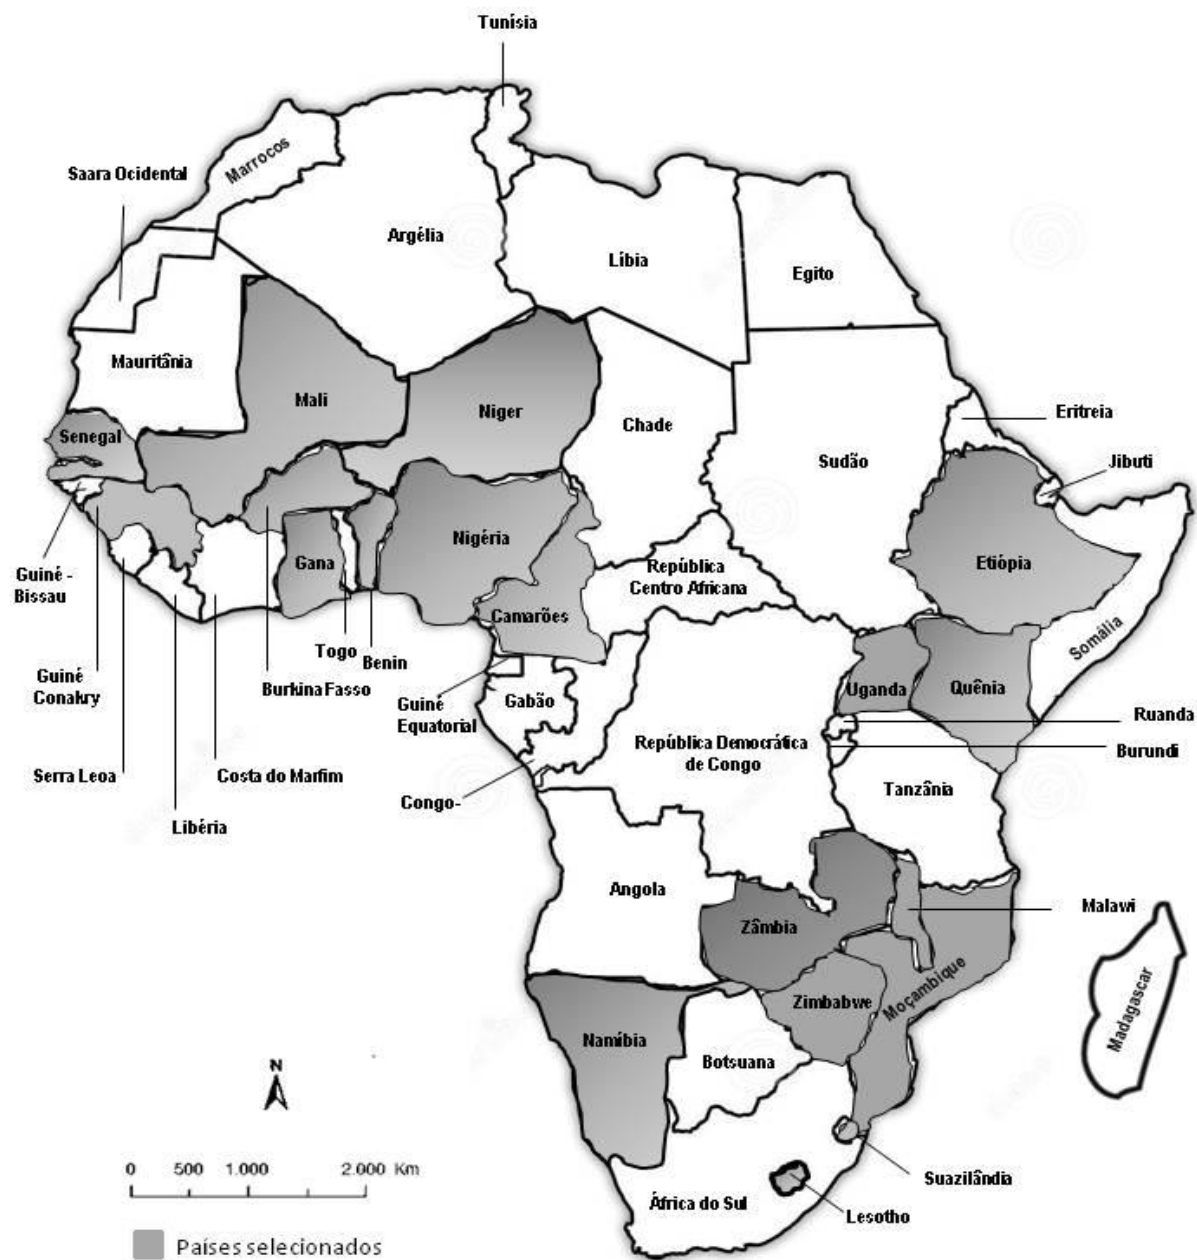 Tunísia
Marrocos
Saara Ocidental
Argélia
Líbia
Egito
Mauritânia
Mali
Niger
Chade
Sudão
Eritreia
Senegal
Jibuti
Nigéria
Gana
Etiópia
República
Centro Africana
Guiné -
Bissau
Camarões
Somália
Togo
Benin
Guiné
Conakry
Burkina Fasso
Guiné
Equatorial
Gabão
Uganda
Quênia
Ruanda
República Democrática
de Congo
Burundi
Serra Leoa
Costa do Marfim
Tanzânia
Congo-
Libéria
Angola
Malawi
Zâmbia
Moçambique
Zimbabwe
Madagascar
Namíbia
Botsuana
N
0 500 1.000 2.000 Km
Suazilândia
África do Sul
Lesotho
Países selecionados